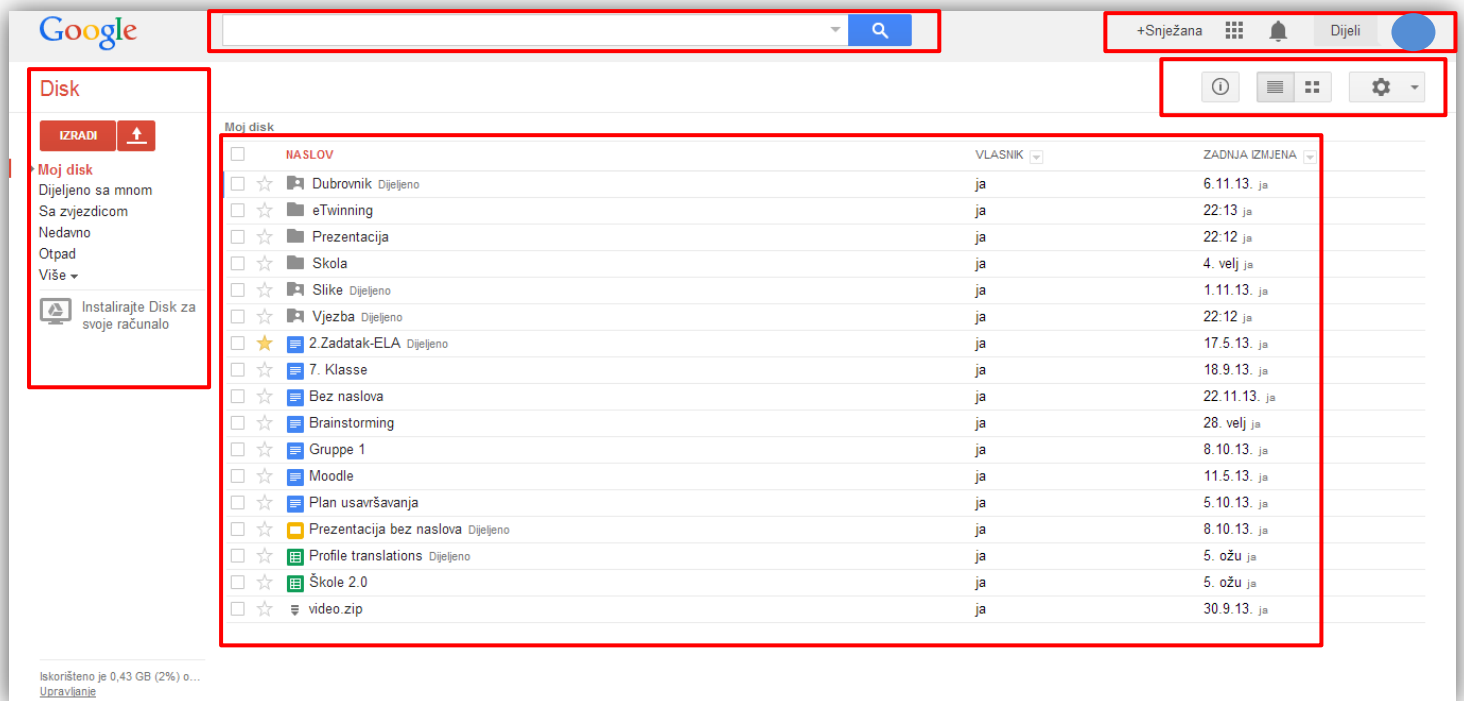 Google
+Snježana
Dijeli
Disk
IZRADI
Moj disk
Dijeljeno sa mnom
Sa zvjezdicom
Nedavno
Otpad
Više
Instalirajte Disk za
svoje računalo
Iskorišteno je 0,43 GB (2%) o...
Upravljanje
Moj disk
NASLOV VLASNIK ZADNJA IZMJENA
Dubrovnik Dijeljeno ja 6.11.13. ja
eTwinning ja 22:13 ja
Prezentacija ja 22:12 ja
Skola ja 4. velj ja
Slike Dijeljeno ja 1.11.13. ja
Vjezba Dijeljeno ja 22:12 ja
2.Zadatak-ELA Dijeljeno ja 17.5.13. ja
7. Klasse ja 18.9.13. ja
Bez naslova ja 22.11.13. ja
Brainstorming ja 28. velj ja
Gruppe 1 ja 8.10.13. ja
Moodle ja 11.5.13. ja
Plan usavršavanja ja 5.10.13. ja
Prezentacija bez naslova Dijeljeno ja 8.10.13. ja
Profile translations Dijeljeno ja 5. ožu ja
Škole 2.0 ja 5. ožu ja
video.zip ja 30.9.13. ja